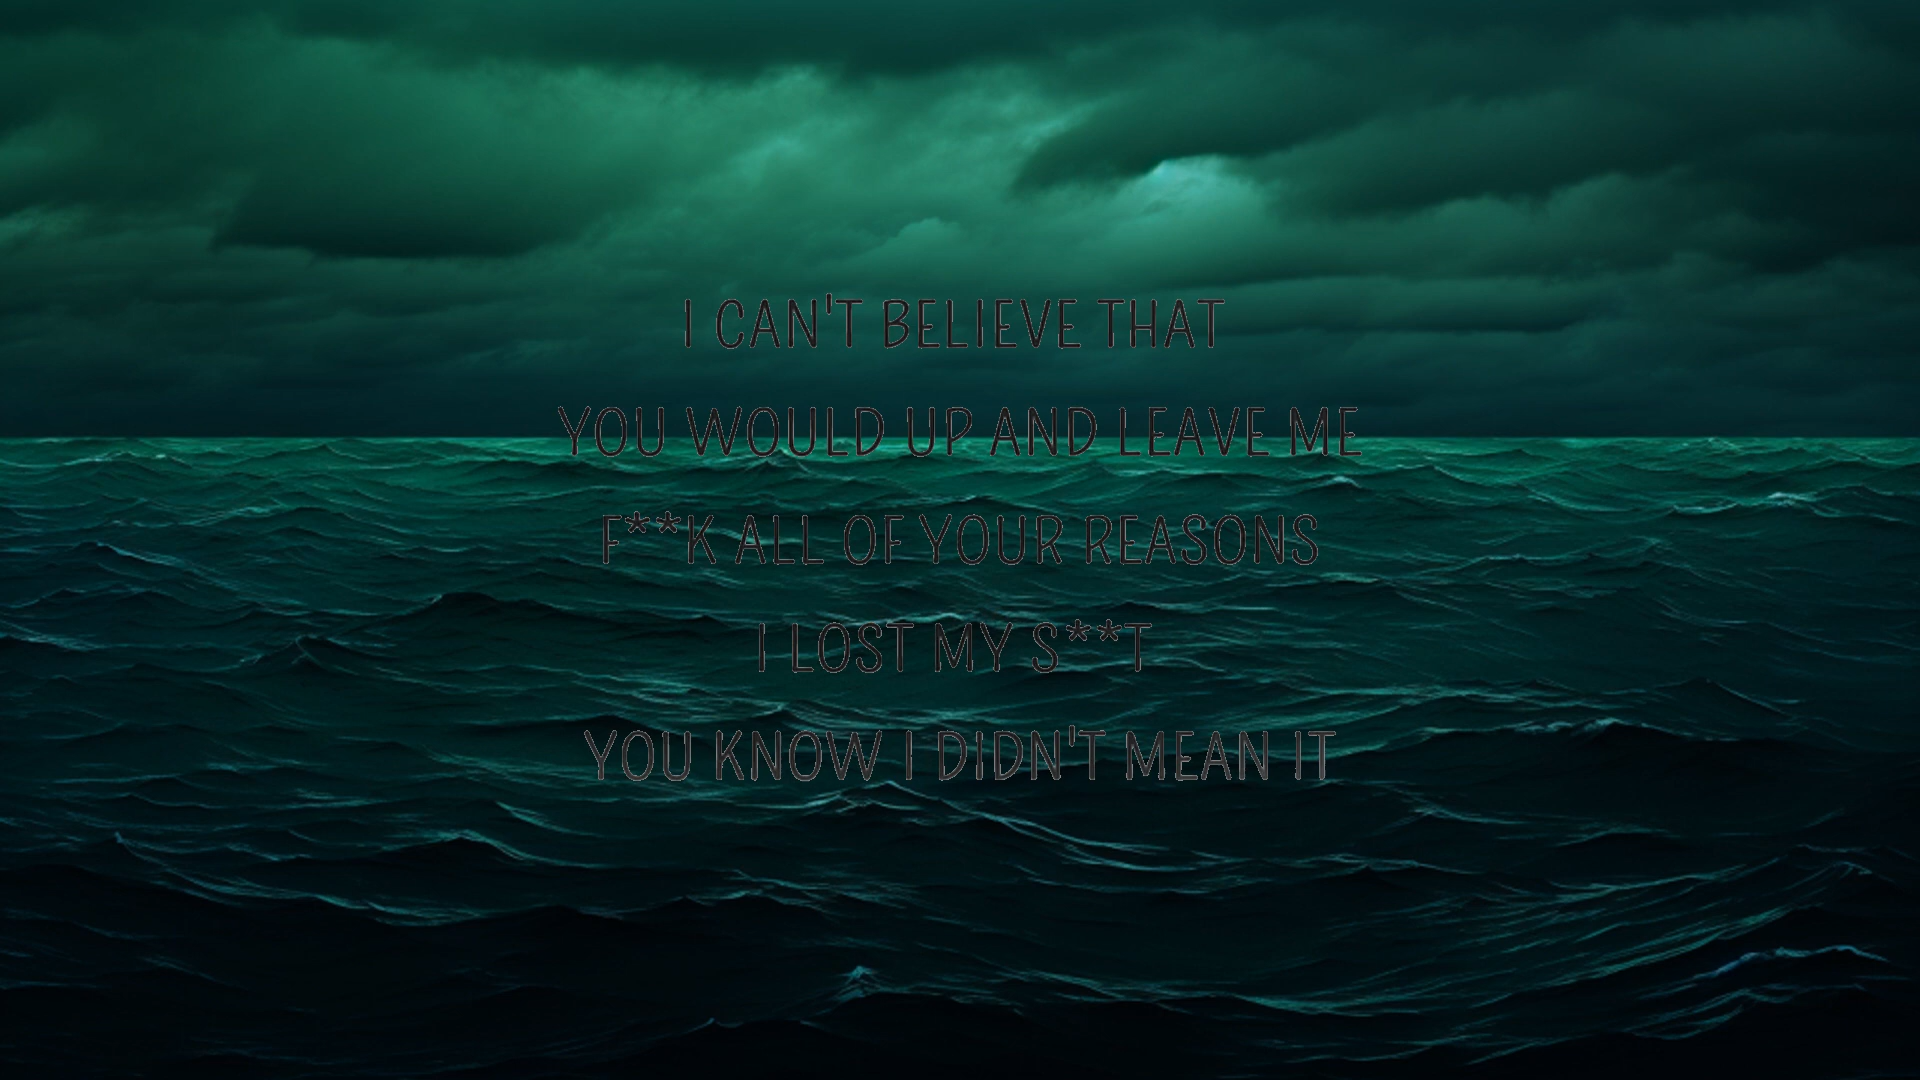 I CAN'T BELIEVE THAT
YOU WOULD UP AND LEAVE ME
F**K ALL OF YOUR REASONS
I LOST MY S**T
YOU KNOW I DIDN'T MEAN IT